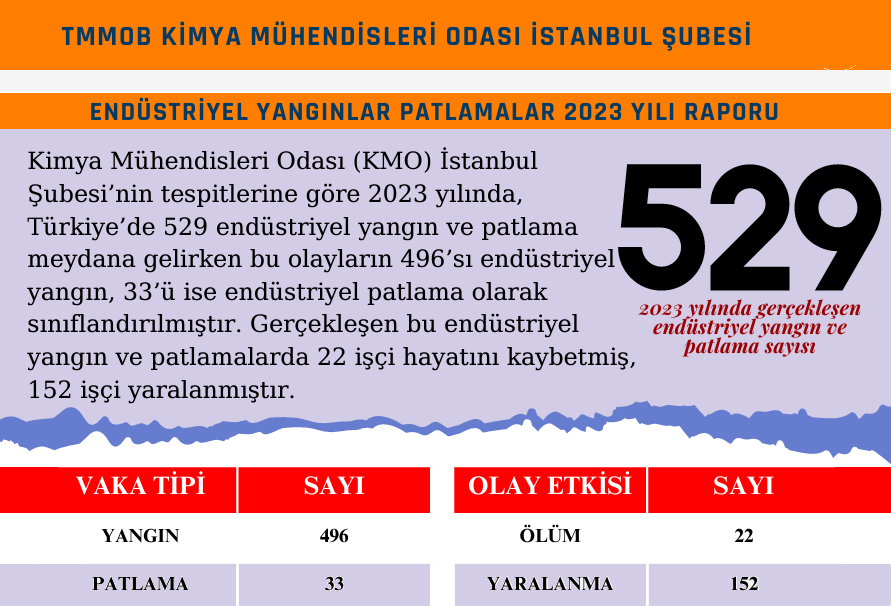 TMMOB KİMYA MÜHENDİSLERİ ODASI İSTANBUL ŞUBESİ
ENDÜSTRİYEL YANGINLAR PATLAMALAR 2023 YILI RAPORU
Kimya Mühendisleri Odası (KMO) İstanbul
Şubesi’nin tespitlerine göre 2023 yılında,
Türkiye’de 529 endüstriyel yangın ve patlama
meydana gelirken bu olayların 496’sı endüstriyel
yangın, 33’ü ise endüstriyel patlama olarak
sınıflandırılmıştır. Gerçekleşen bu endüstriyel
yangın ve patlamalarda 22 işçi hayatını kaybetmiş,
152 işçi yaralanmıştır.
529
2023 yılında gerçekleşen
endüstriyel yangın ve
patlama sayısı
VAKA TİPİ SAYI
YANGIN 496
PATLAMA 33
OLAY ETKİSİ SAYI
ÖLÜM 22
YARALANMA 152